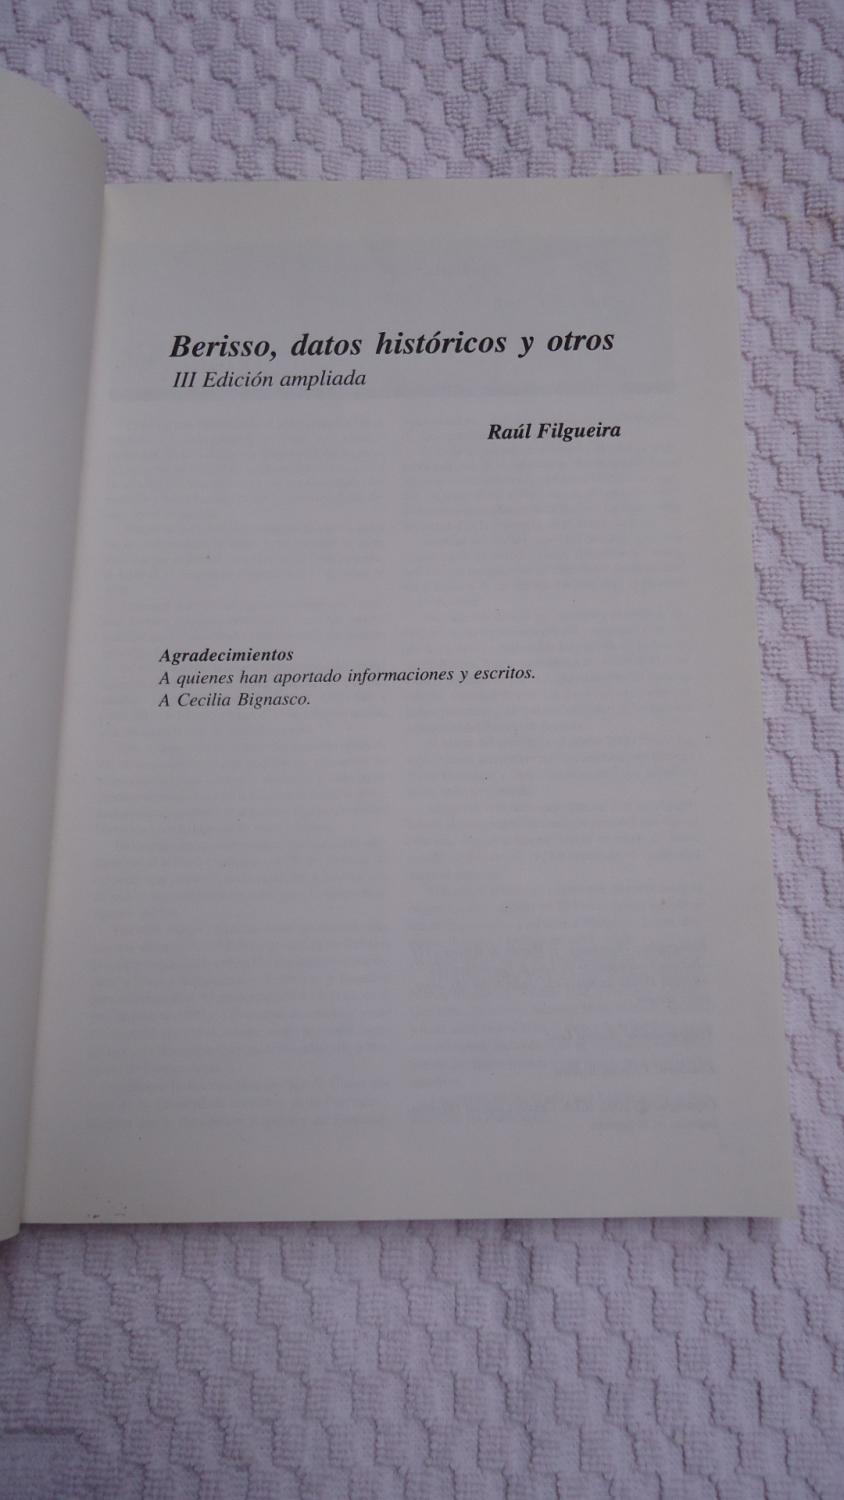 Berisso, datos históricos y otros
III Edición ampliada
Raúl Filgueira
Agradecimientos
A quienes han aportado informaciones y escritos.
A Cecilia Bignasco.